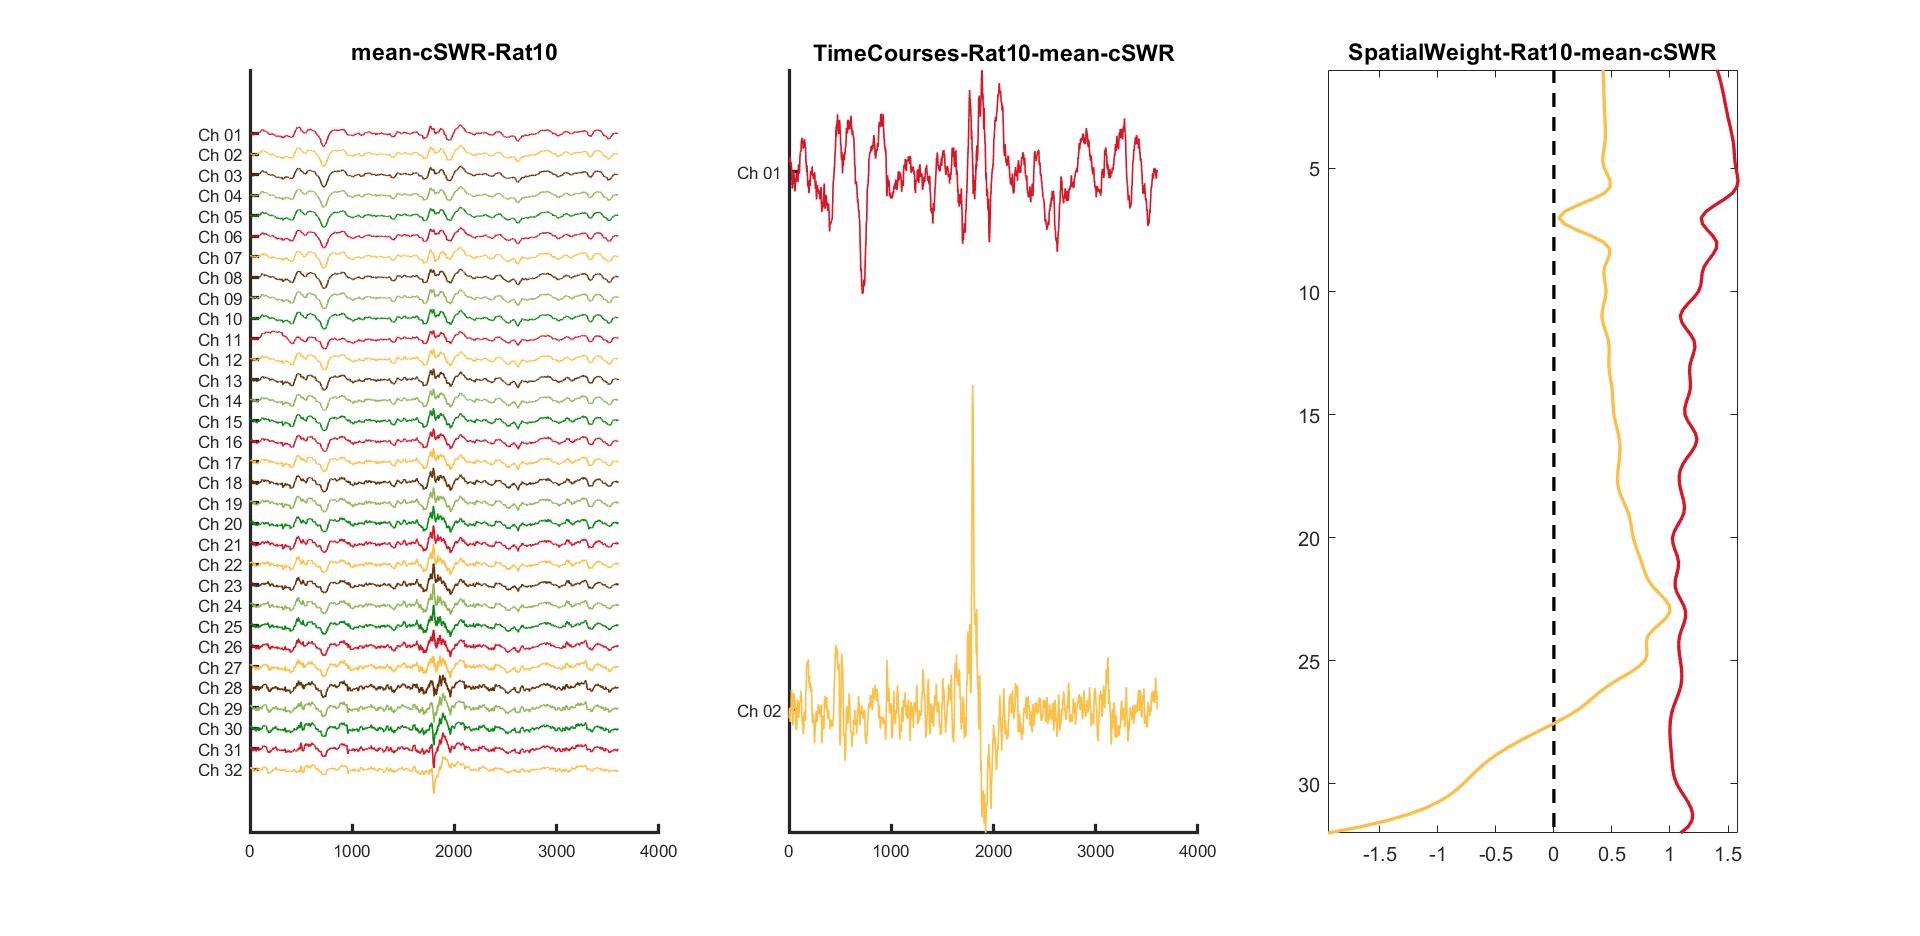 mean-cSWR-Rat10
Ch 01
Ch 02
Ch 03
Ch 04
Ch 05
Ch 06
Ch 07
Ch 08
Ch 09
Ch 10
Ch 11
Ch 12
Ch 13
Ch 14
Ch 15
Ch 16
Ch 17
Ch 18
Ch 19
Ch 20
Ch 21
Ch 22
Ch 23
Ch 24
Ch 25
Ch 26
Ch 27
Ch 28
Ch 29
Ch 30
Ch 31
Ch 32
0 1000 2000 3000 4000
TimeCourses-Rat10-mean-cSWR
Ch 01
Ch 02
0 1000 2000 3000 4000
SpatialWeight-Rat10-mean-cSWR
5
10
15
20
25
30
-1.5 -1 -0.5 0 0.5 1 1.5